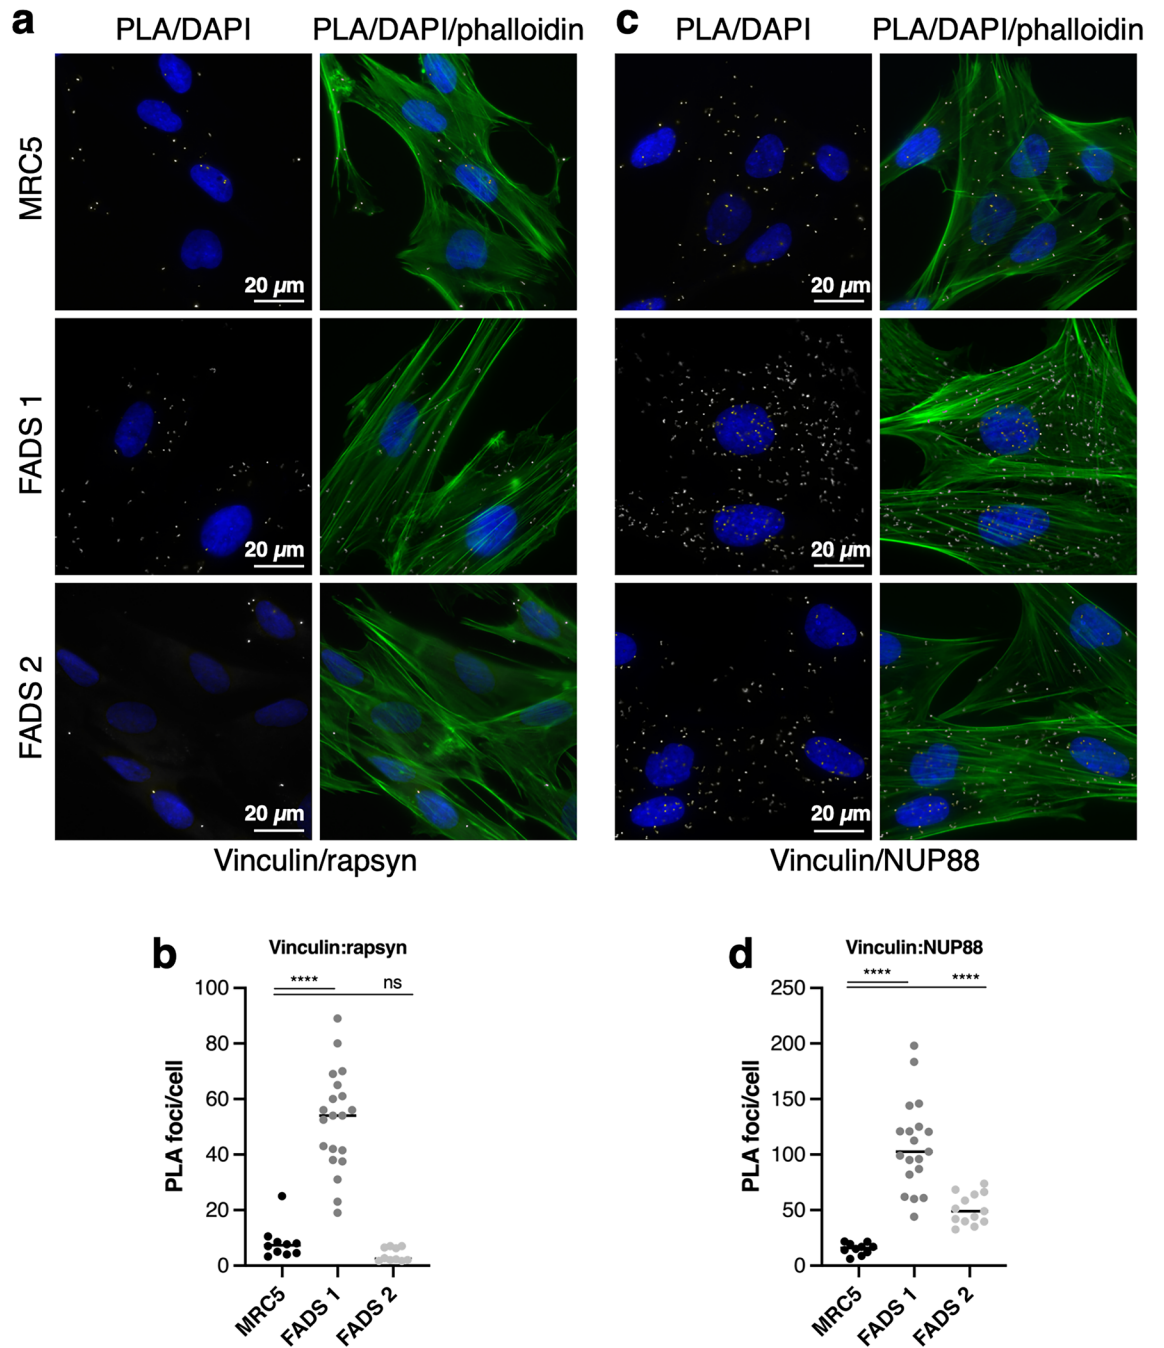 a
PLA/DAPI
PLA/DAPI/phalloidin
c
PLA/DAPI
PLA/DAPI/phalloidin
MRC5
20 µm
20 µm
FADS 1
20 µm
20 µm
FADS 2
20 µm
20 µm
Vinculin/rapsyn
Vinculin/NUP88
b
Vinculin:rapsyn
****
ns
PLA foci/cell
100
80
60
40
20
0
MRC5
FADS 1
FADS 2
d
Vinculin:NUP88
****
****
PLA foci/cell
250
200
150
100
50
0
MRC5
FADS 1
FADS 2